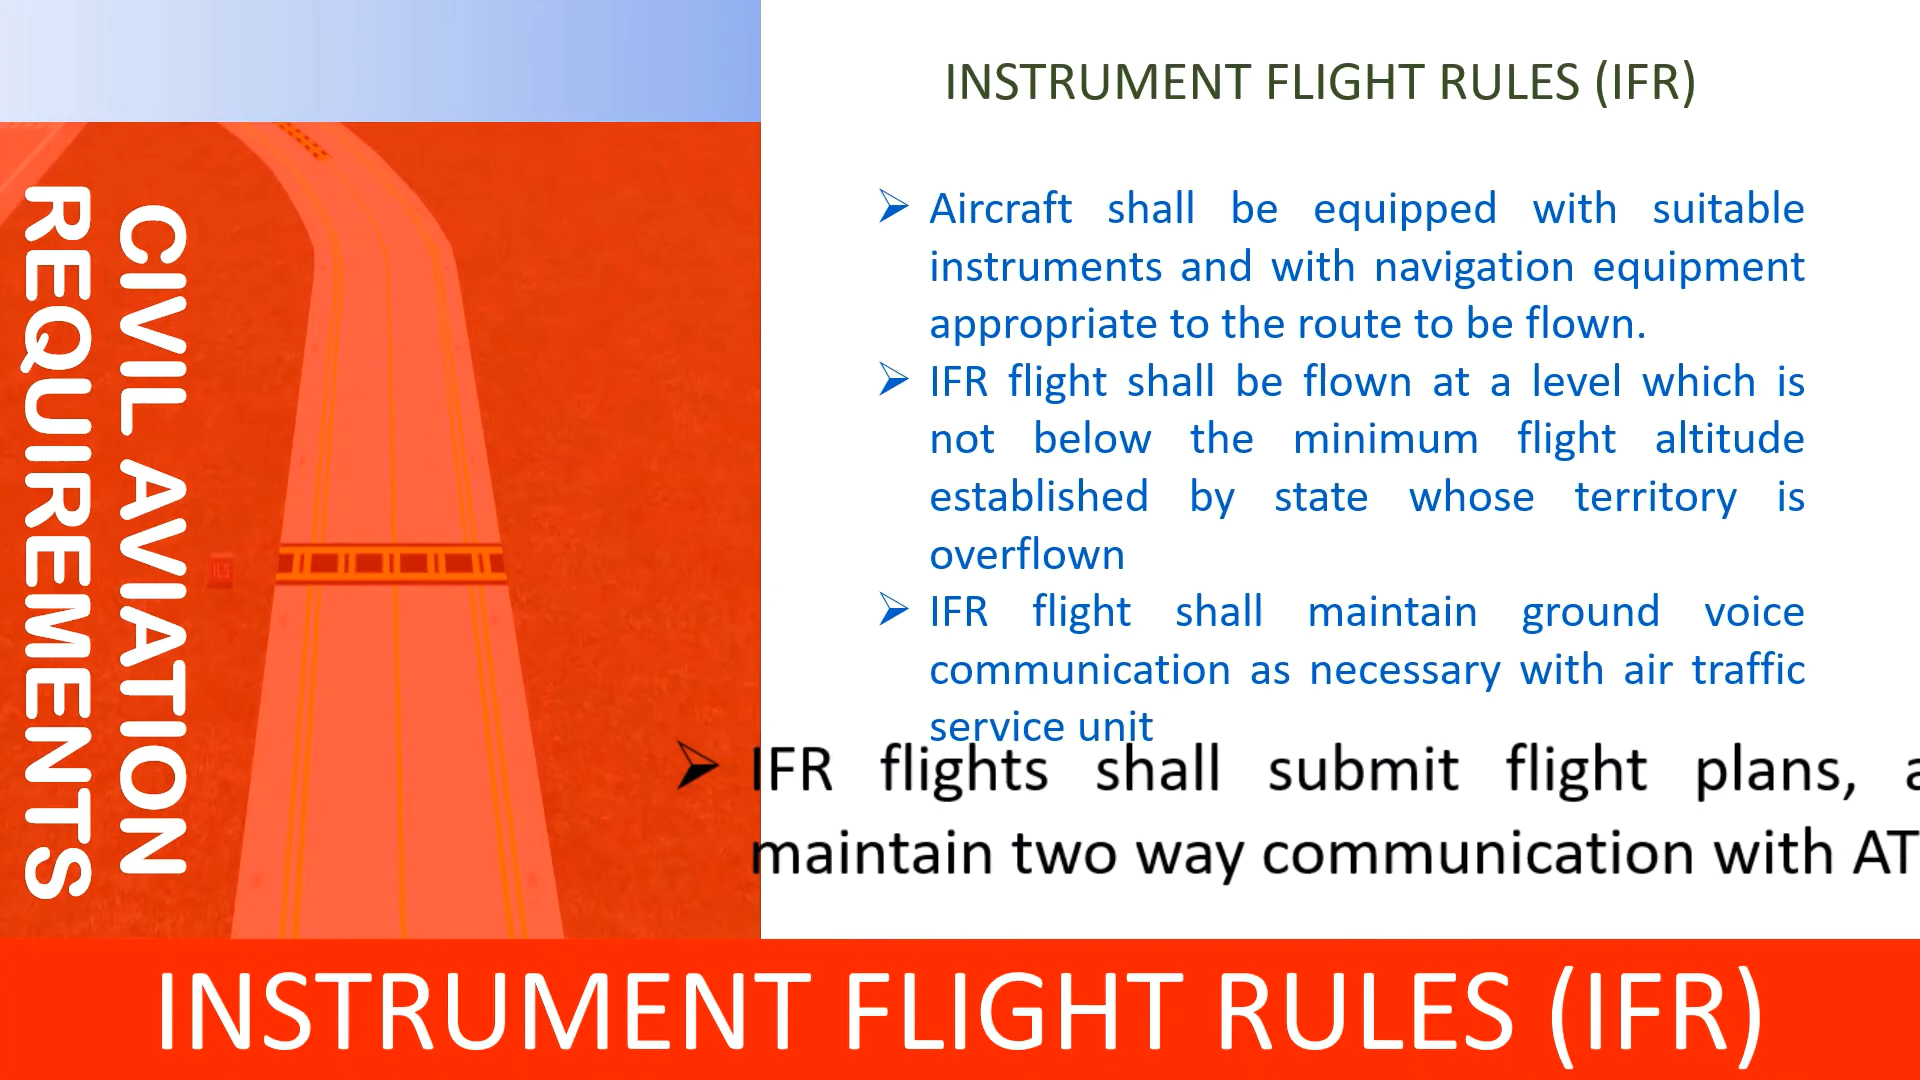 CIVIL AVIATION
REQUIREMENTS
INSTRUMENT FLIGHT RULES (IFR)
➢ Aircraft shall be equipped with suitable
instruments and with navigation equipment
appropriate to the route to be flown.
➢ IFR flight shall be flown at a level which is
not below the minimum flight altitude
established by state whose territory is
overflown
➢ IFR flight shall maintain ground voice
communication as necessary with air traffic
service unit
➢ IFR flights shall submit flight plans,
maintain two way communication with
ILS
INSTRUMENT FLIGHT RULES (IFR)